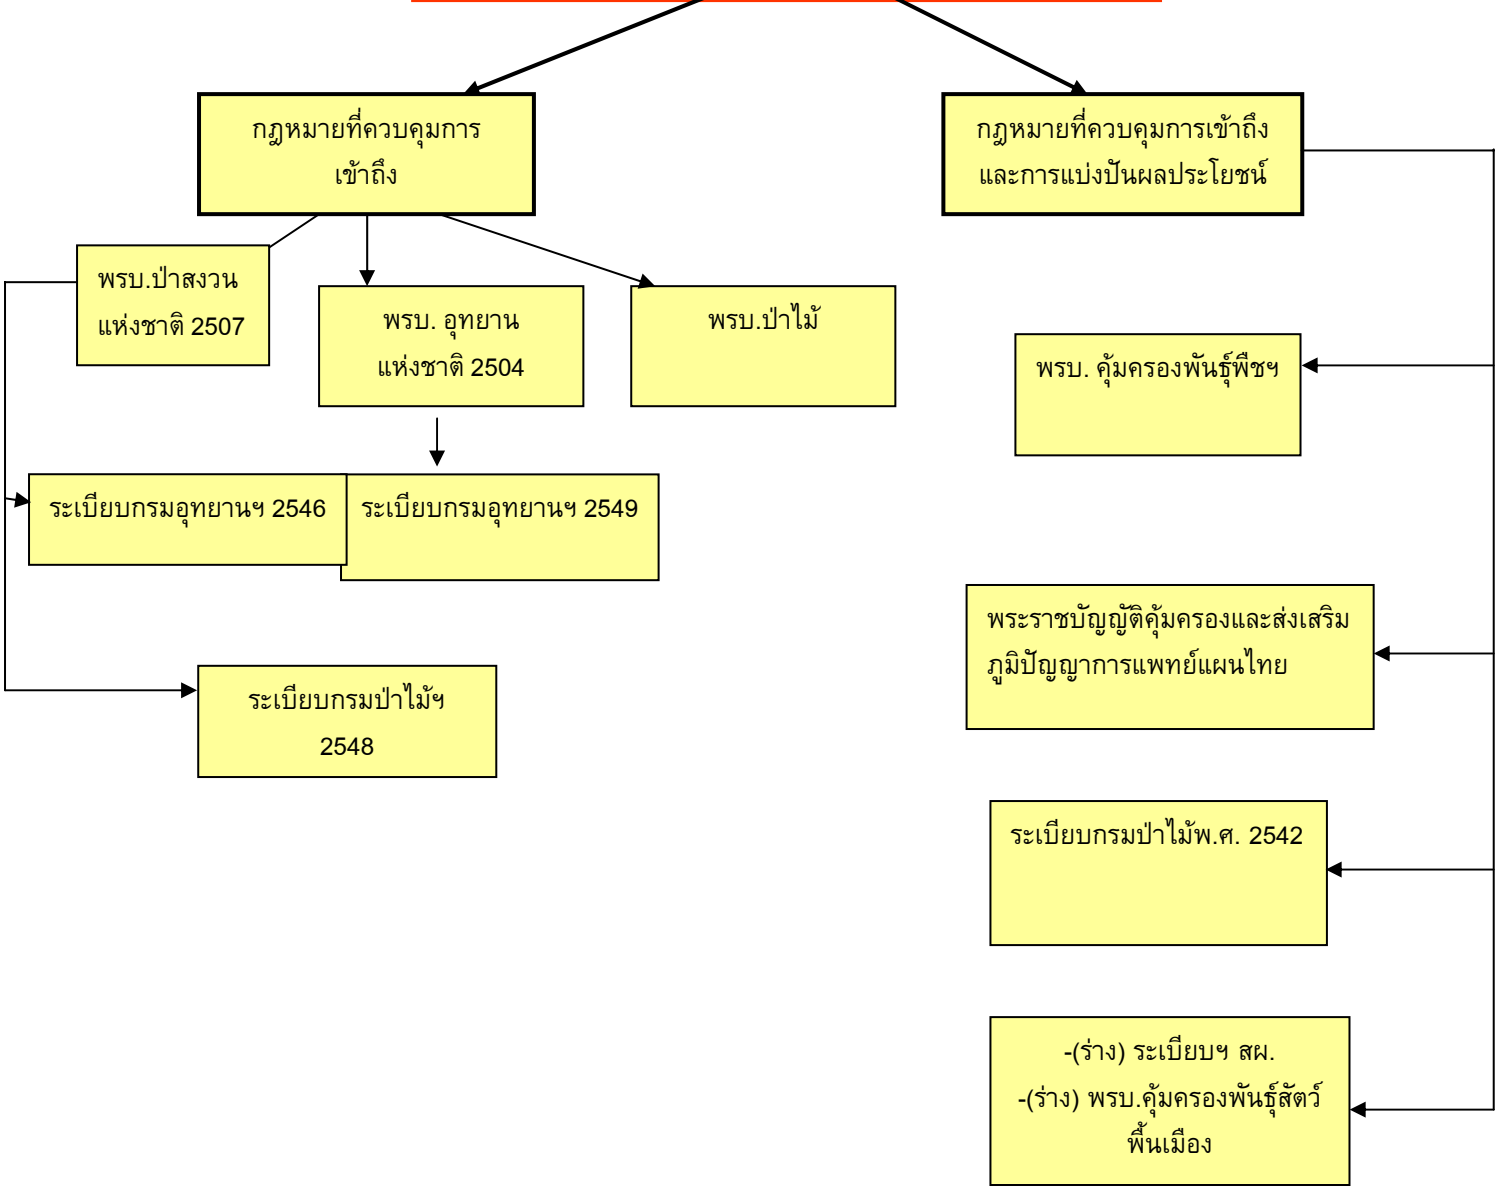 กฎหมายที่ควบคุมการ
เข้าถึง
กฎหมายที่ควบคุมการเข้าถึง
และการแบ่งปันผลประโยชน์
พรบ.ป่าสงวน
แห่งชาติ 2507
พรบ. อุทยาน
แห่งชาติ 2504
พรบ.ป่าไม้
พรบ. คุ้มครองพันธุ์พืชฯ
ระเบียบกรมอุทยานฯ 2546
ระเบียบกรมอุทยานฯ 2549
พระราชบัญญัติคุ้มครองและส่งเสริม
ภูมิปัญญาการแพทย์แผนไทย
ระเบียบกรมป่าไม้ฯ
2548
ระเบียบกรมป่าไม้พ.ศ. 2542
-(ร่าง) ระเบียบฯ สผ.
-(ร่าง) พรบ.คุ้มครองพันธุ์สัตว์
พื้นเมือง